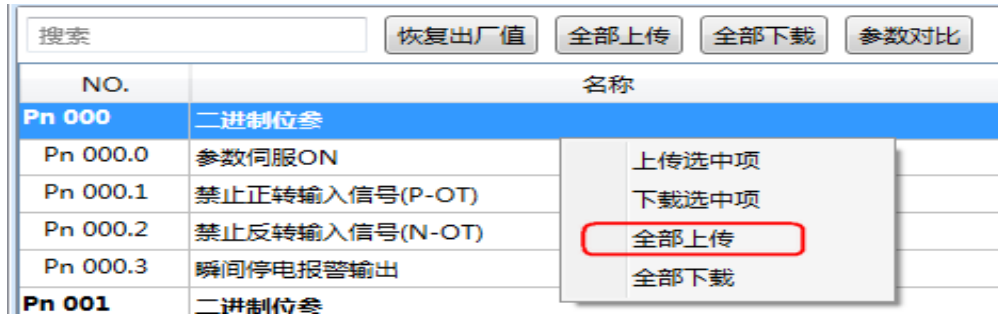 搜索 恢复出厂值 全部上传 全部下载 参数对比
NO. 名称
Pn 000 二进制位参
Pn 000.0 参数伺服ON
Pn 000.1 禁止正转输入信号(P-OT)
Pn 000.2 禁止反转输入信号(N-OT)
Pn 000.3 瞬间停电报警输出
Pn 001 二进制位参
上传选中项
下载选中项
全部上传
全部下载